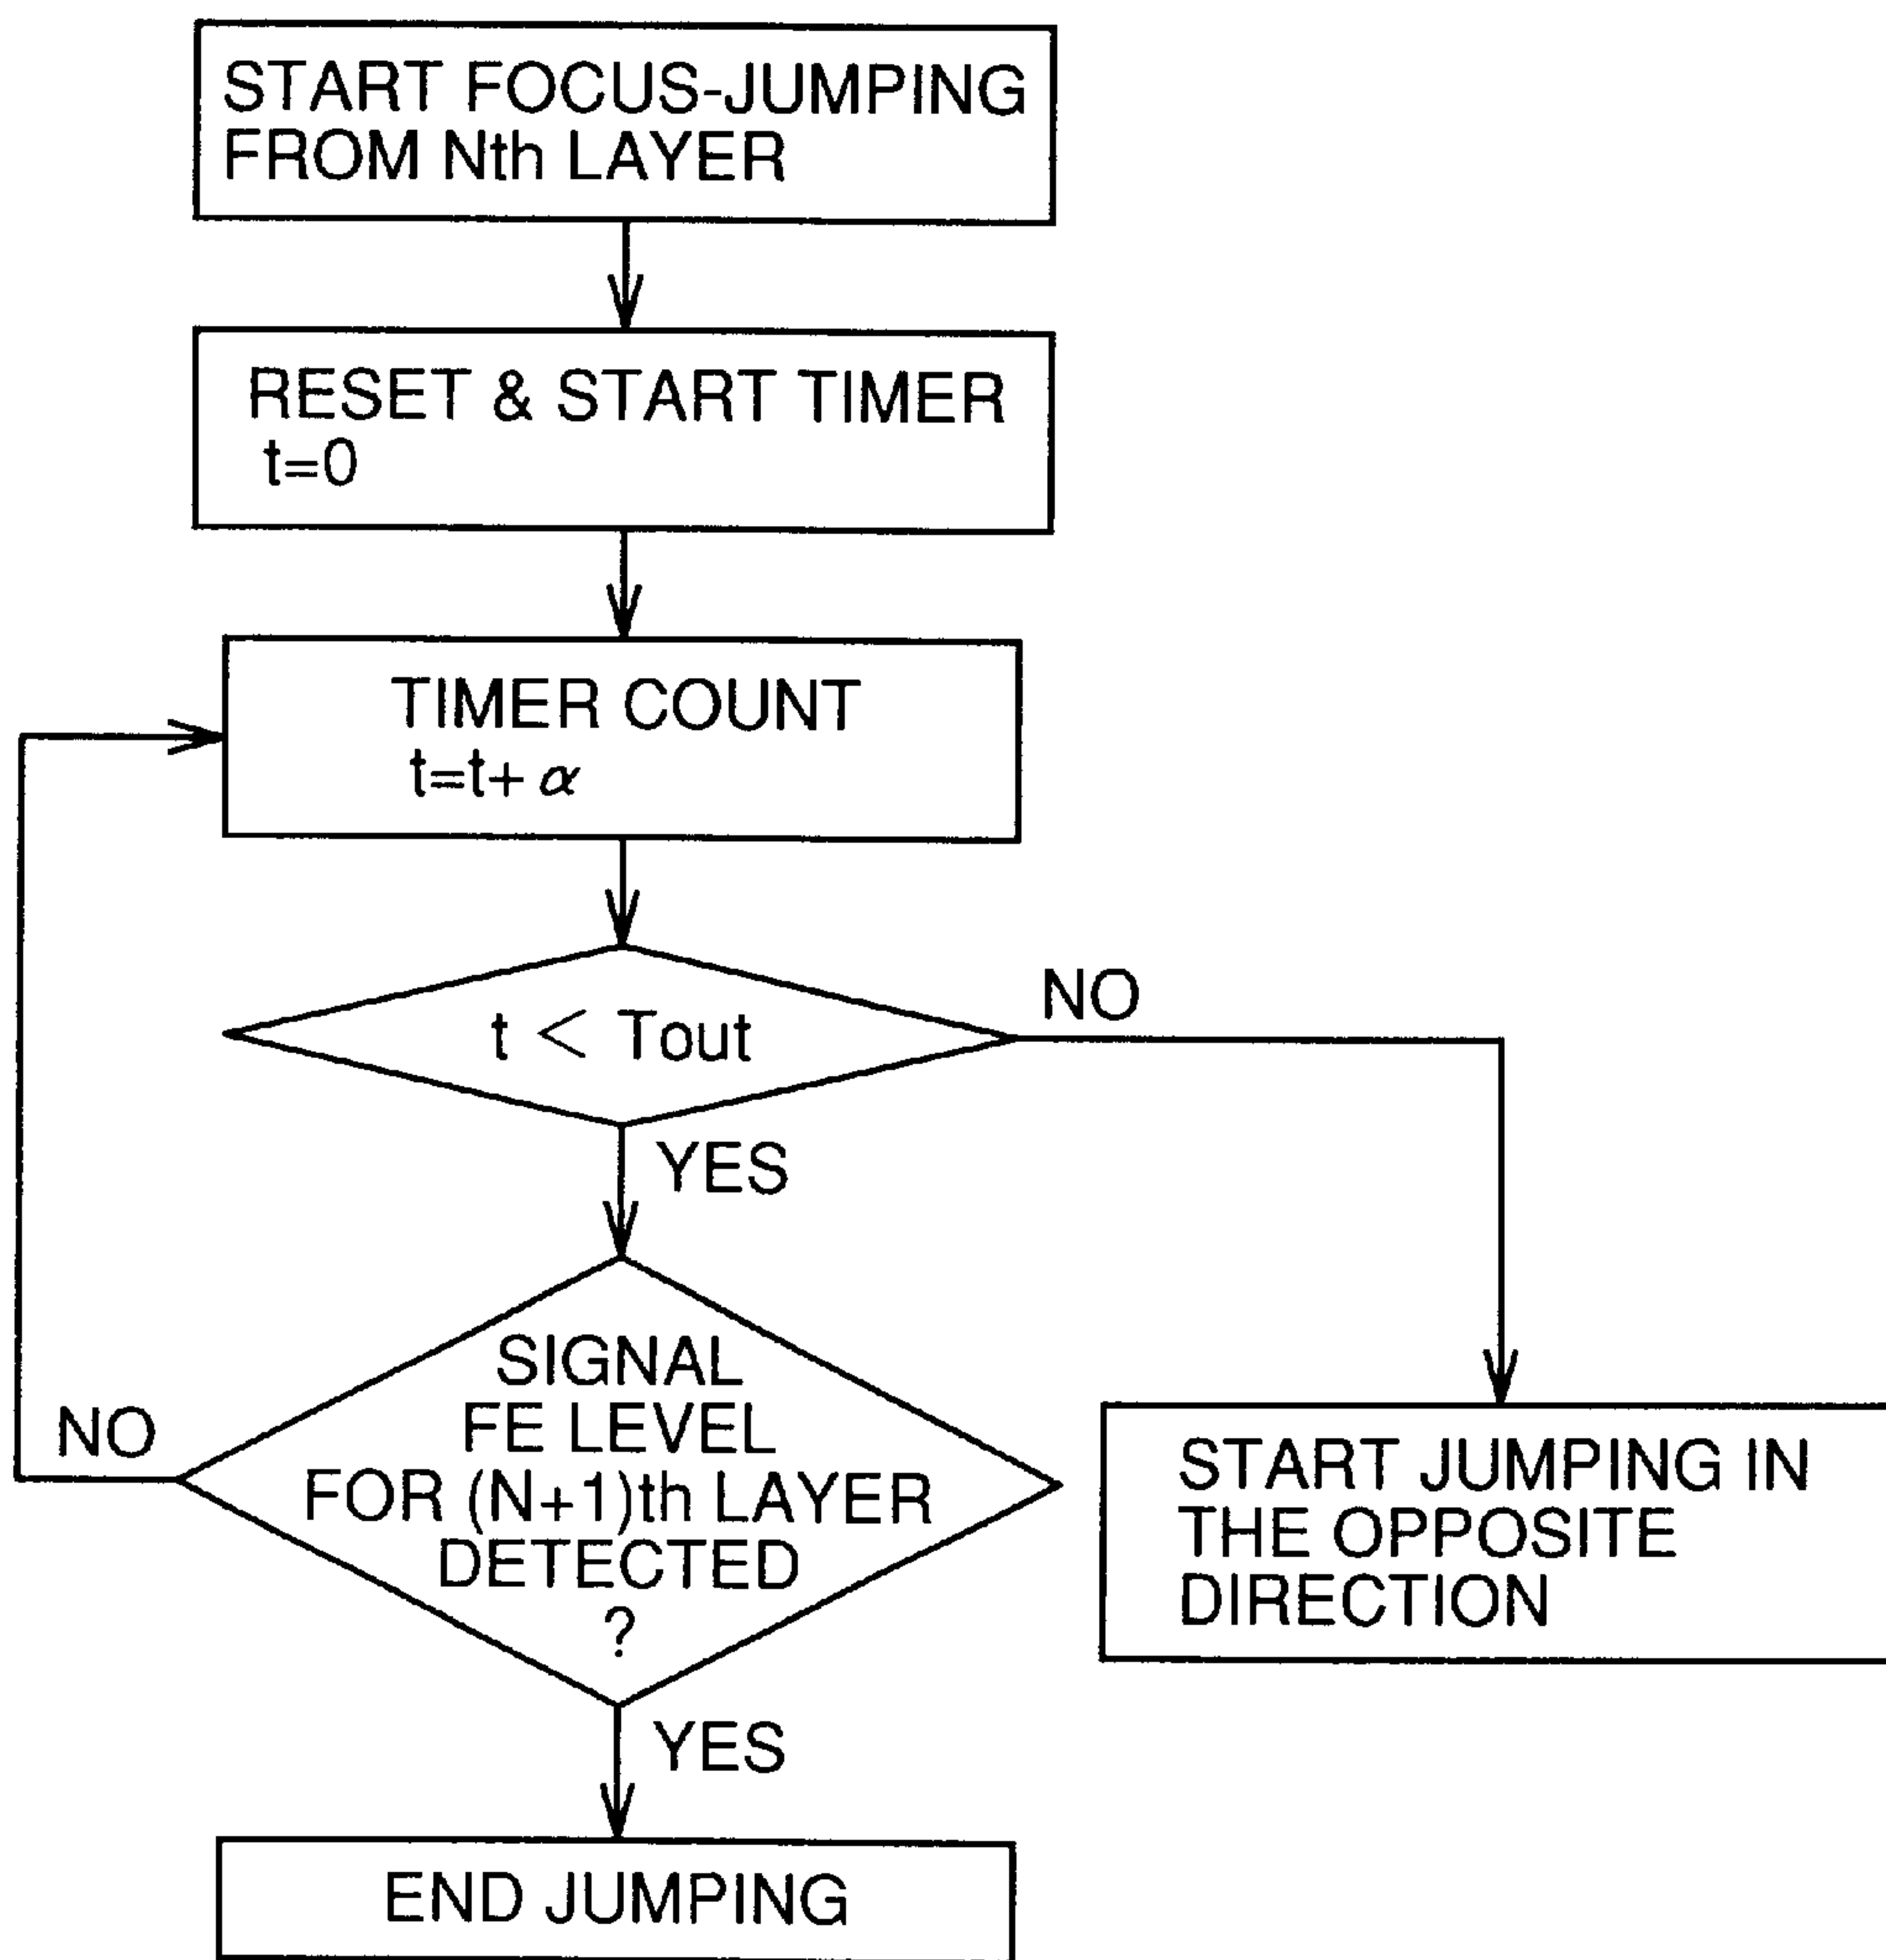 START FOCUS-JUMPING
FROM Nth LAYER
RESET & START TIMER
t=0
TIMER COUNT
t=t+α
t < Tout
NO
YES
SIGNAL
FE LEVEL
FOR (N+1)th LAYER
DETECTED
?
NO
YES
START JUMPING IN
THE OPPOSITE
DIRECTION
END JUMPING